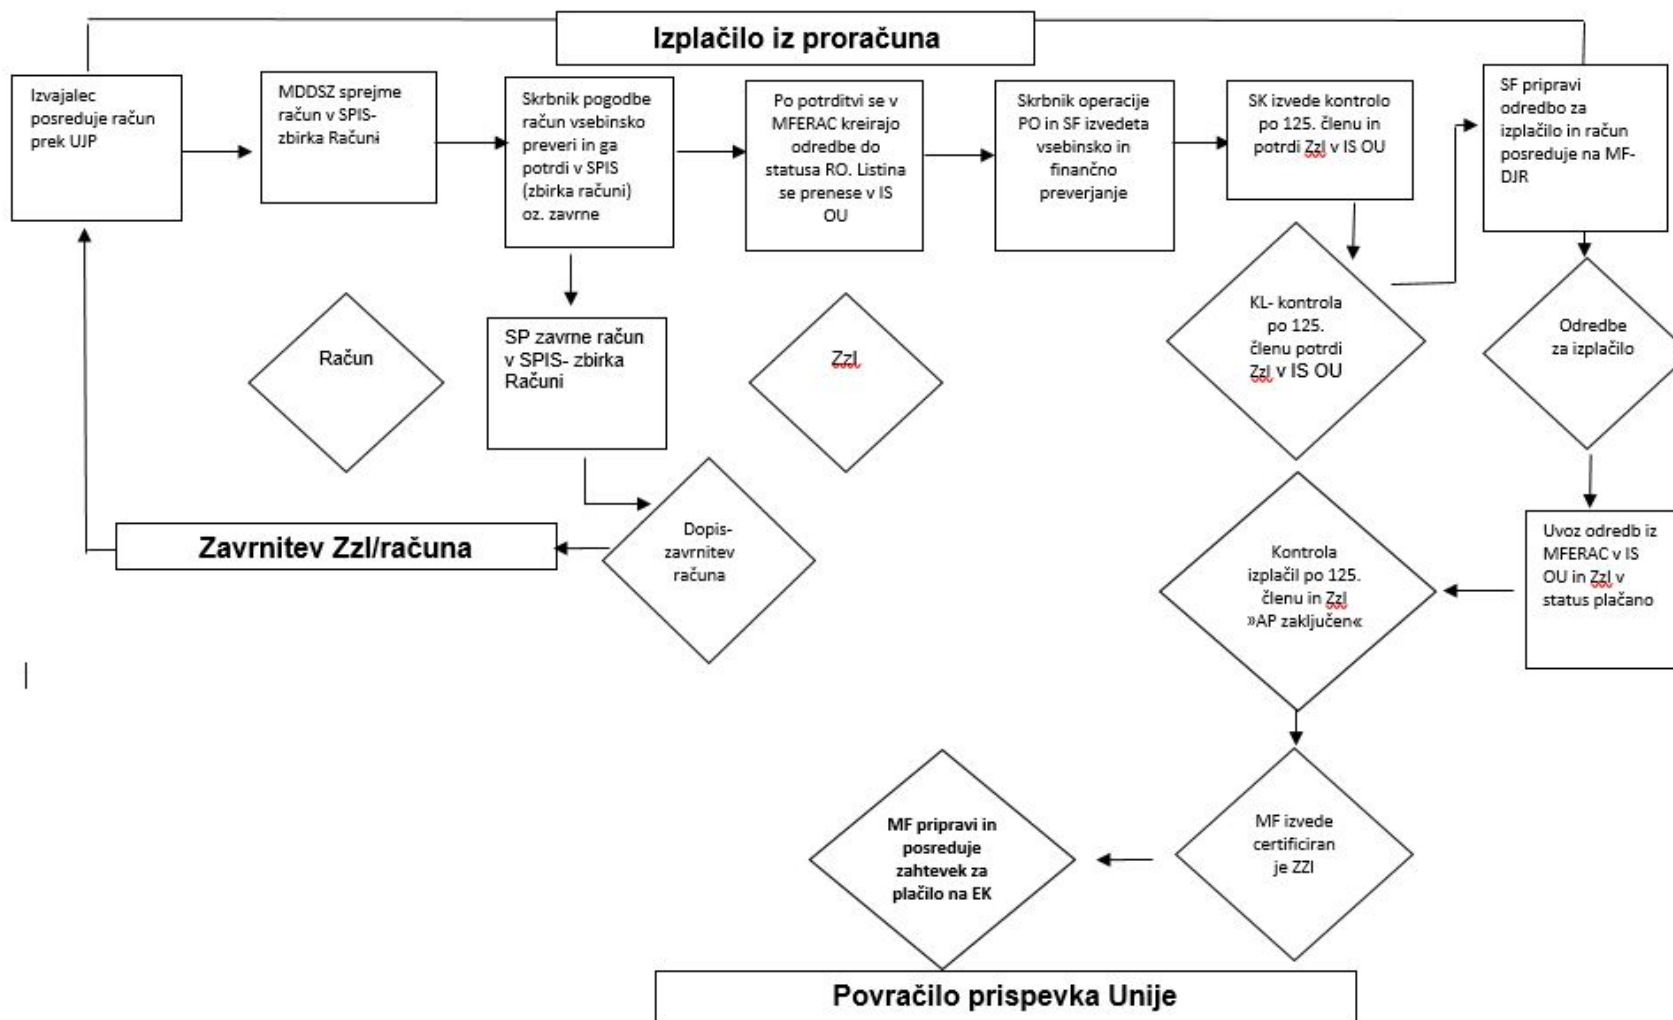 Izplačilo iz proračuna
Izvajalec
posreduje račun
prek UJP
MDDSZ sprejme
račun v SPIS-
zbirka Računi
Skrbnik pogodbe
račun vsebinsko
preveri in ga
potrdi v SPIS
(zbirka računi)
oz. zavrne
Po potrditvi se v
MFERAC kreirajo
odredbe do
statusa RO. Listina
se prenese v IS
OU
Skrbnik operacije
PO in SF izvedeta
vsebinsko in
finančno
preverjanje
SK izvede kontrolo
po 125. členu in
potrdi ZzI v IS OU
SF pripravi
odredbo za
izplačilo in račun
posreduje na MF-
DJR
Račun
SP zavrne račun
v SPIS- zbirka
Računi
ZzI
KL- kontrola
po 125.
členu potrdi
ZzI v IS OU
Odredbe
za izplačilo
Zavrnitev ZzI/računa
Dopis-
zavrnitev
računa
Kontrola
izplačil po 125.
členu in ZzI
»AP zaključen«
Uvoz odredb iz
MFERAC v IS
OU in ZzI v
status plačano
MF pripravi in
posreduje
zahtevek za
plačilo na EK
MF izvede
certificiran
je ZZI
Povračilo prispevka Unije